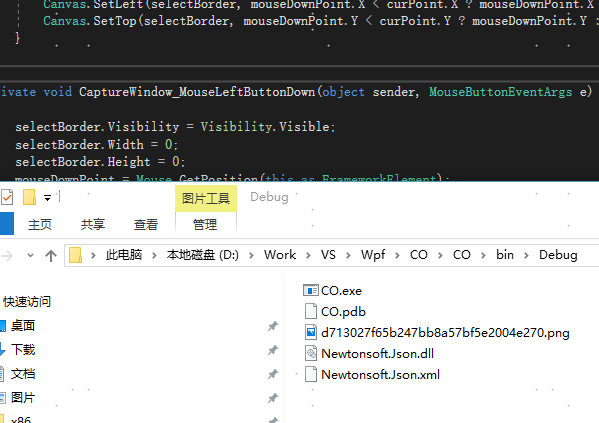 Canvas.SetLeft(selectBorder, mouseDownPoint.X < curPoint.X ? mouseDownPoint.X
Canvas.SetTop(selectBorder, mouseDownPoint.Y < curPoint.Y ? mouseDownPoint.Y :
}
ivate void CaptureWindow_MouseLeftButtonDown(object sender, MouseButtonEventArgs e)
selectBorder.Visibility = Visibility.Visible;
selectBorder.Width = 0;
selectBorder.Height = 0;
mouseDownPoint = Mouse.GetPosition(this as FrameworkElement);
图片工具 Debug
主页 共享 查看 管理
此电脑 > 本地磁盘 (D:) > Work > VS > Wpf > CO > CO > bin > Debug
快速访问
桌面
下载
文档
图片
x86
CO.exe
CO.pdb
d713027f65b247bb8a57bf5e2004e270.png
Newtonsoft.Json.dll
Newtonsoft.Json.xml